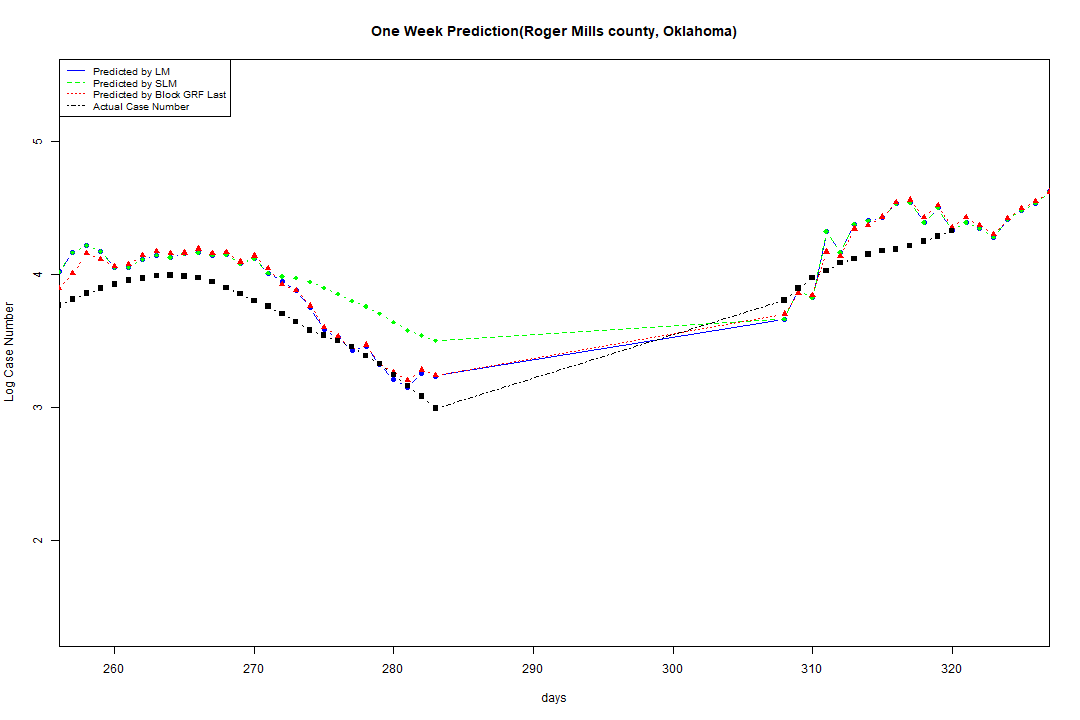 One Week Prediction(Roger Mills county, Oklahoma)
Predicted by LM
Predicted by SLM
Predicted by Block GRF Last
Actual Case Number
5
4
3
2
Log Case Number
260 270 280 290 300 310 320
days